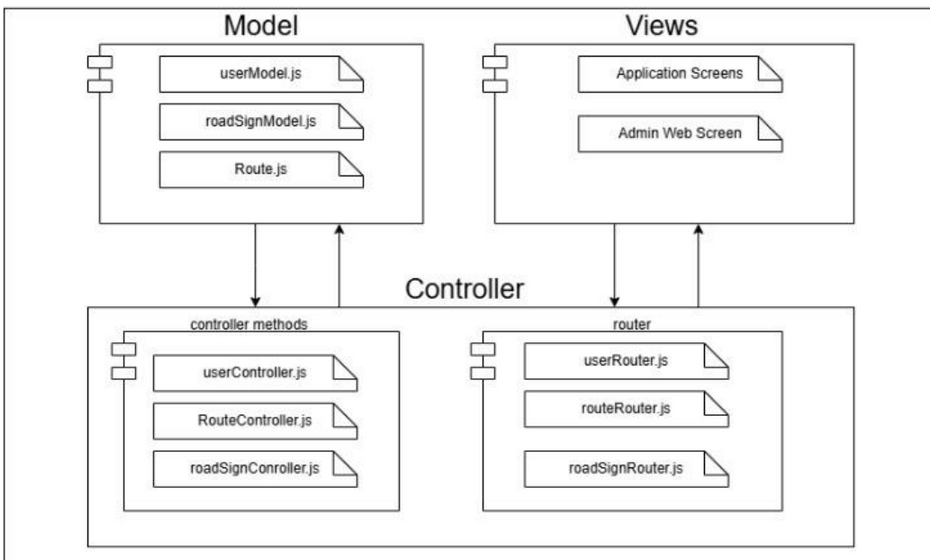 Model
userModel.js
roadSignModel.js
Route.js
Views
Application Screens
Admin Web Screen
Controller
controller methods
userController.js
RouteController.js
roadSignConroller.js
router
userRouter.js
routeRouter.js
roadSignRouter.js